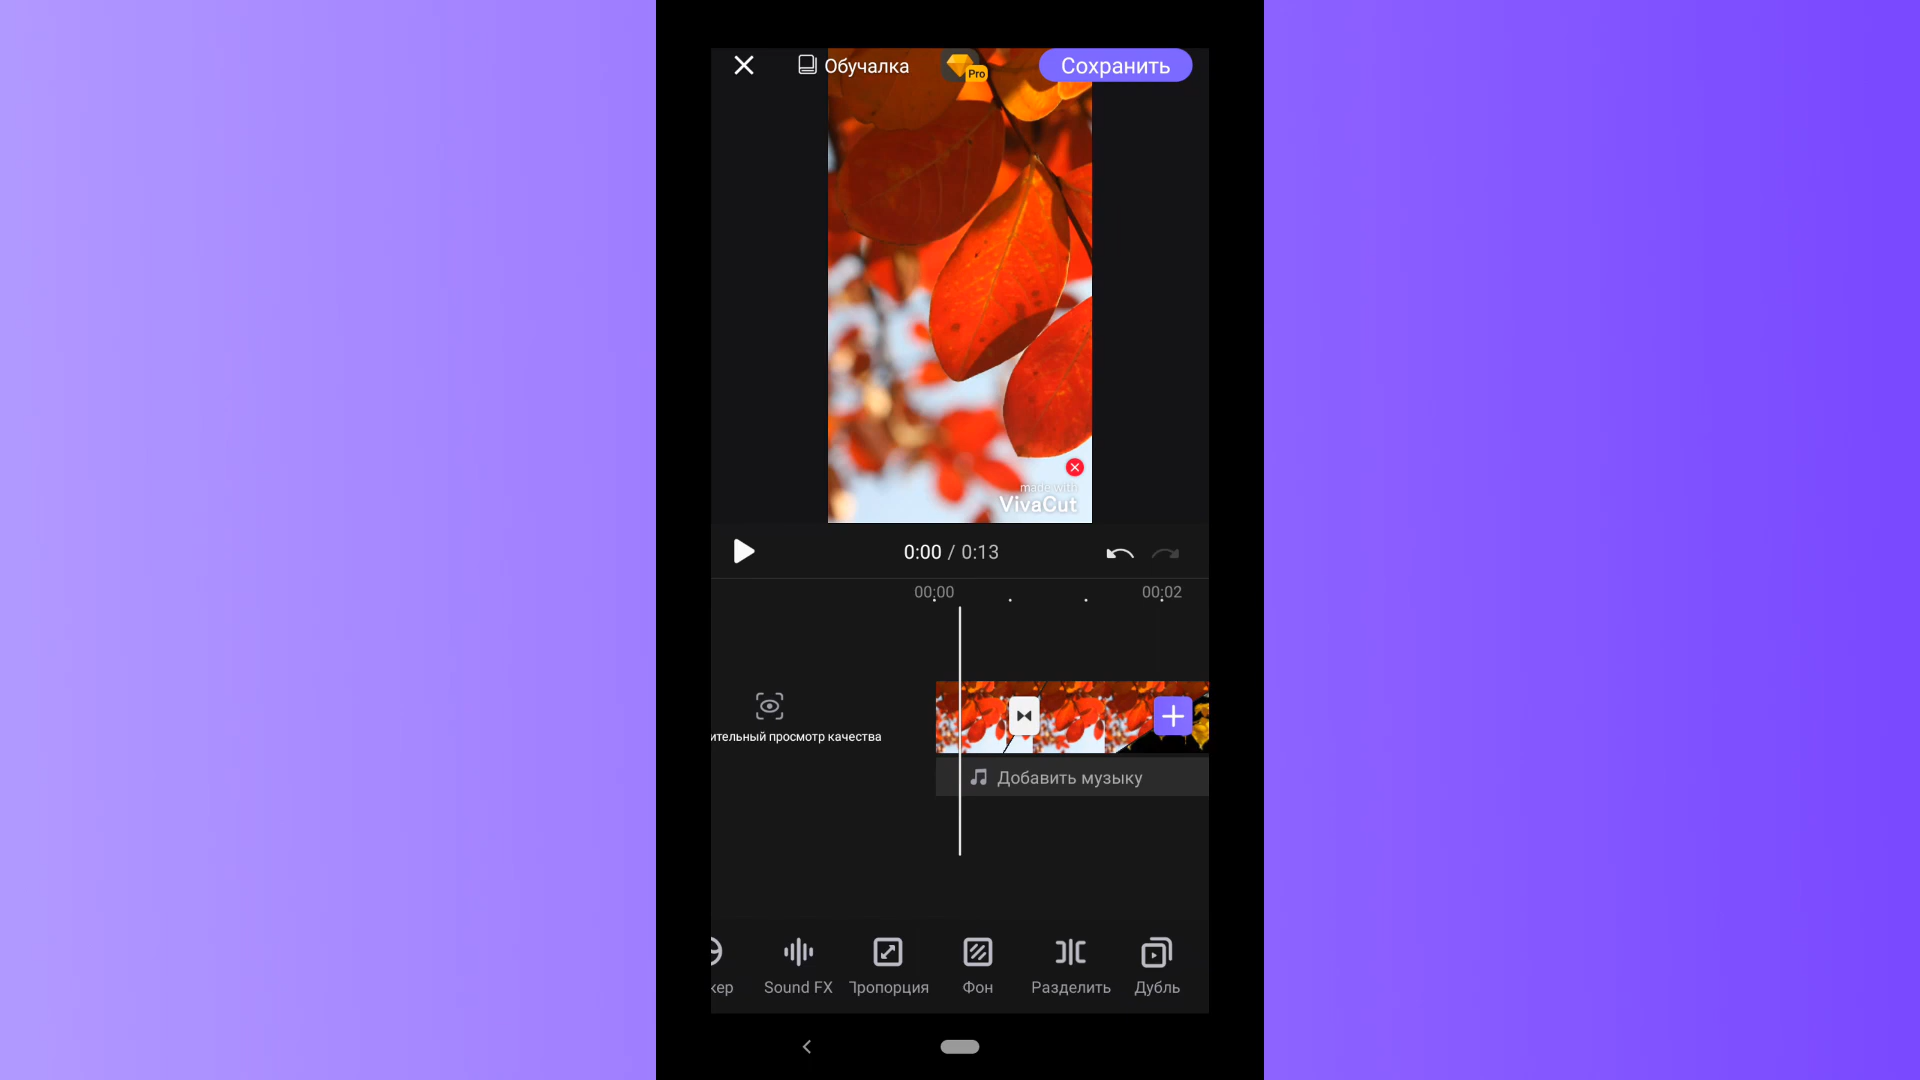 Обучалка
Pro
Сохранить
made with
VivaCut
0:00 / 0:13
00:00
00:02
ительный просмотр качества
Добавить музыку
кер
Sound FX
Пропорция
Фон
Разделить
Дубль